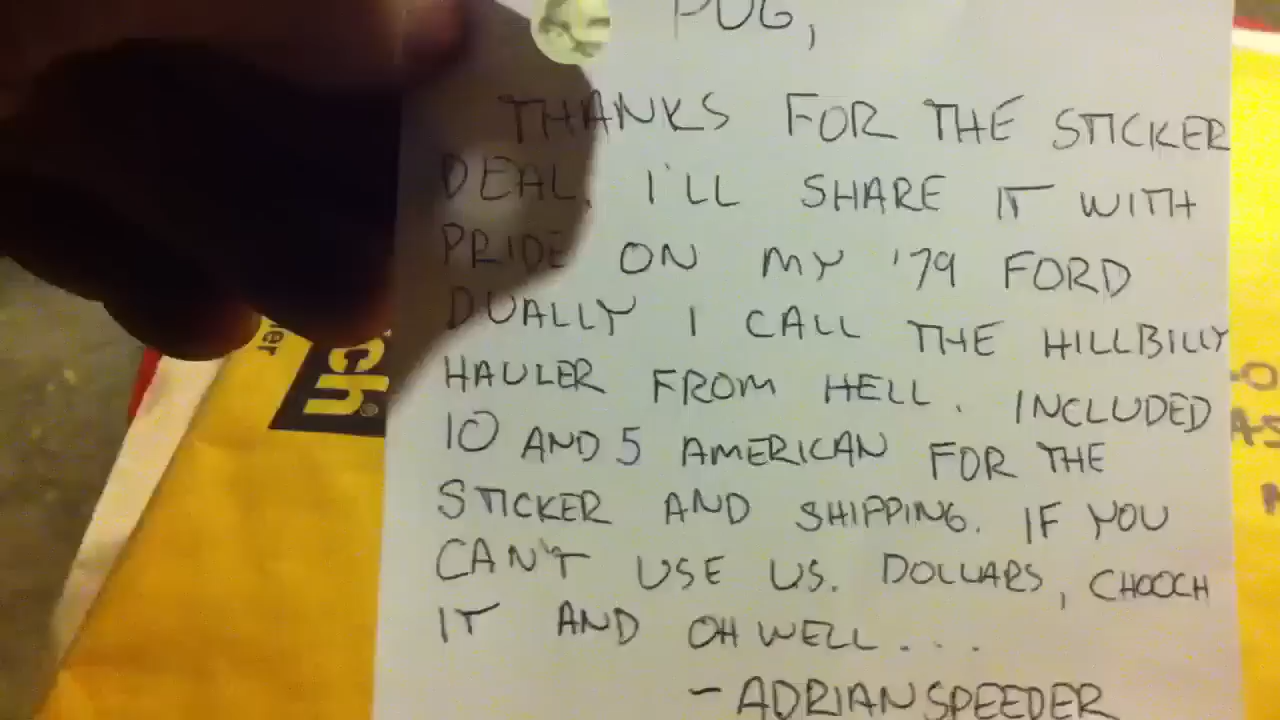 PUG,
THANKS FOR THE STICKER
DEAL. I'LL SHARE IT WITH
PRIDE ON MY '79 FORD
DUALLY I CALL THE HILLBILLY
HAULER FROM HELL. INCLUDED
10 AND 5 AMERICAN FOR THE
STICKER AND SHIPPING. IF YOU
CAN'T USE US. DOLLARS, CHOOCH
IT AND OH WELL...
- ADRIANSPEEDER